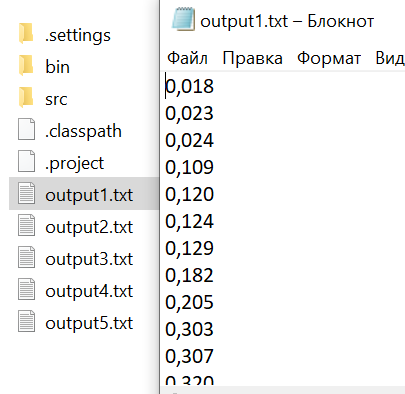 .settings
bin
src
.classpath
.project
output1.txt
output2.txt
output3.txt
output4.txt
output5.txt
output1.txt – Блокнот
Файл Правка Формат Вид
0,018
0,023
0,024
0,109
0,120
0,124
0,129
0,182
0,205
0,303
0,307
0,320